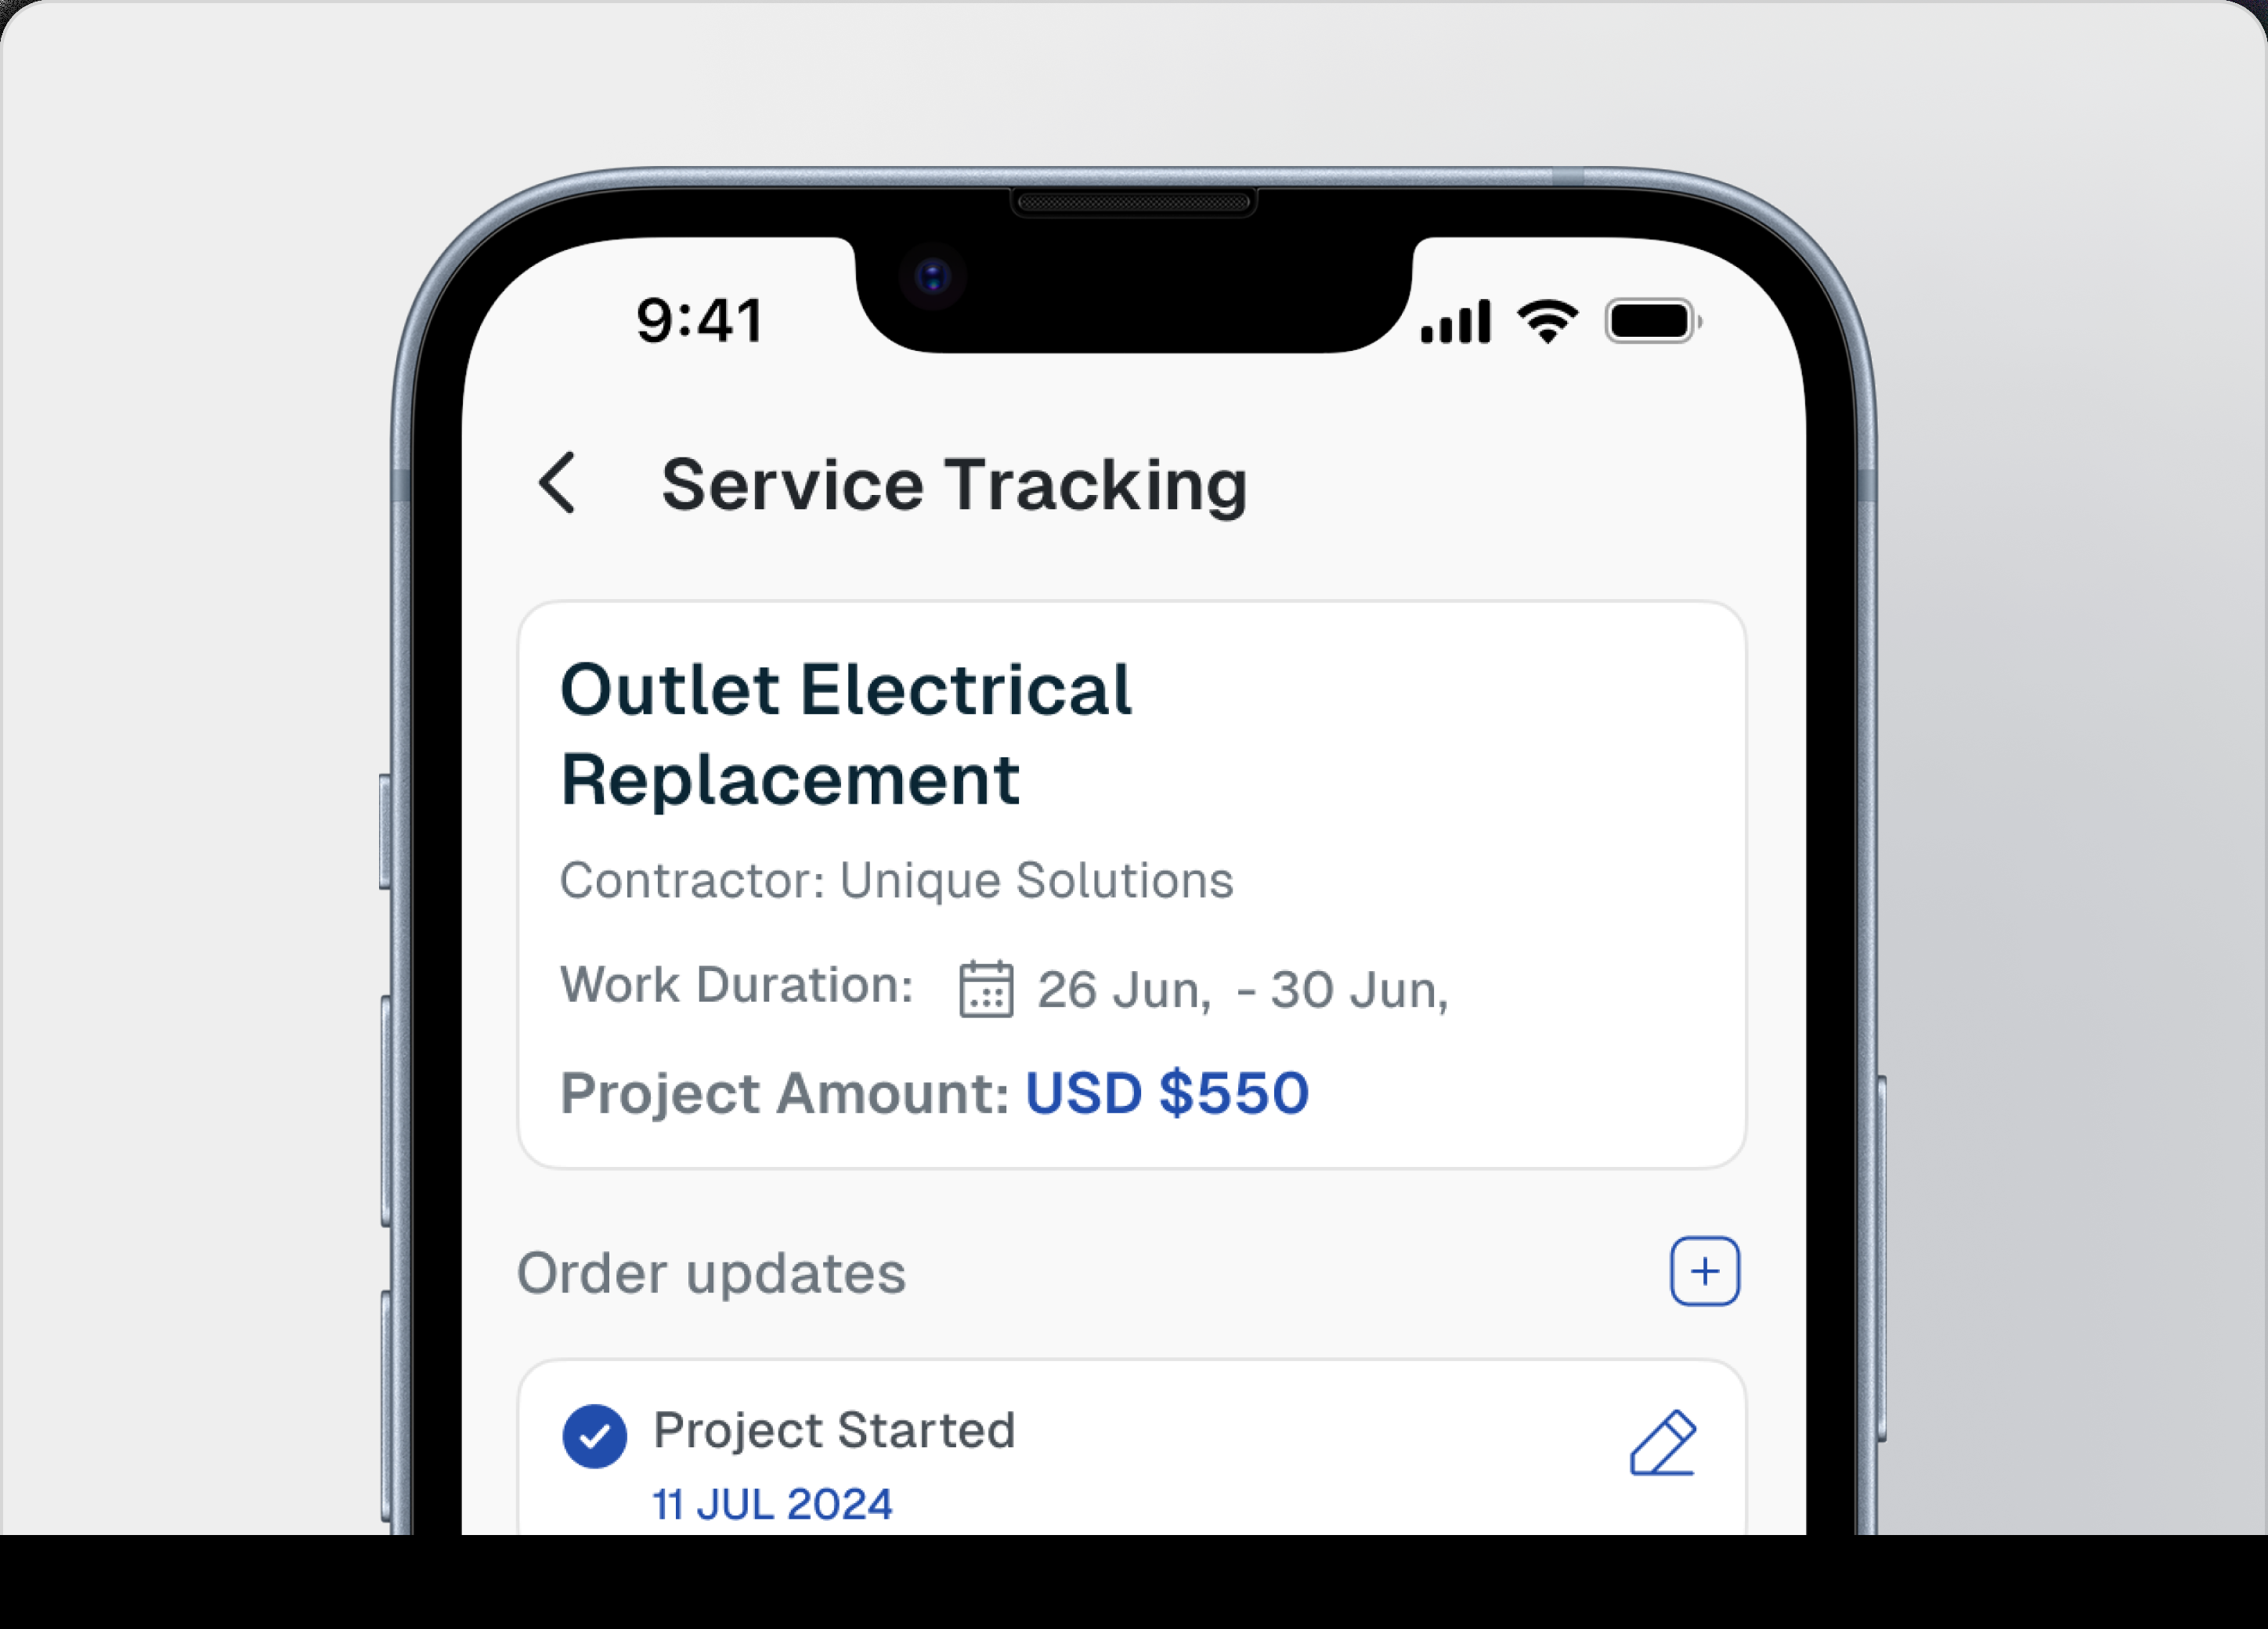 9:41
Service Tracking
Outlet Electrical
Replacement
Contractor: Unique Solutions
Work Duration: 26 Jun, - 30 Jun,
Project Amount: USD $550
Order updates
Project Started
11 JUL 2024